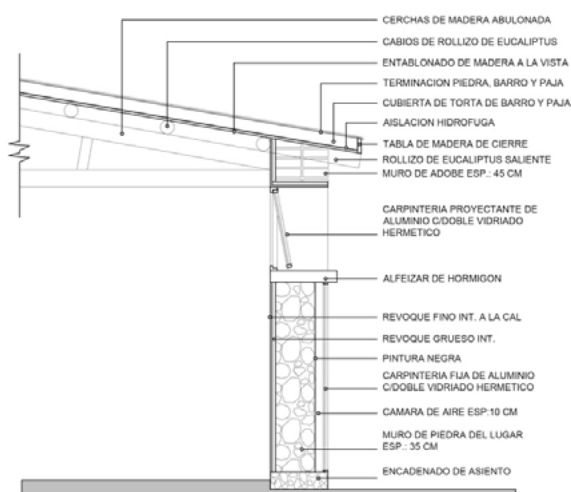 CERCHAS DE MADERA ABULONADA
CABIOS DE ROLLIZO DE EUCALIPTUS
ENTABLONADO DE MADERA A LA VISTA
TERMINACION PIEDRA, BARRO Y PAJA
CUBIERTA DE TORTA DE BARRO Y PAJA
AISLACION HIDROFUGA
TABLA DE MADERA DE CIERRE
ROLLIZO DE EUCALIPTUS SALIENTE
MURO DE ADOBE ESP.: 45 CM
CARPINTERIA PROYECTANTE DE
ALUMINIO C/DOBLE VIDRIADO
HERMETICO
ALFEIZAR DE HORMIGON
REVOQUE FINO INT. A LA CAL
REVOQUE GRUESO INT.
PINTURA NEGRA
CARPINTERIA FIJA DE ALUMINIO
C/DOBLE VIDRIADO HERMETICO
CAMARA DE AIRE ESP:10 CM
MURO DE PIEDRA DEL LUGAR
ESP.: 35 CM
ENCADENADO DE ASIENTO